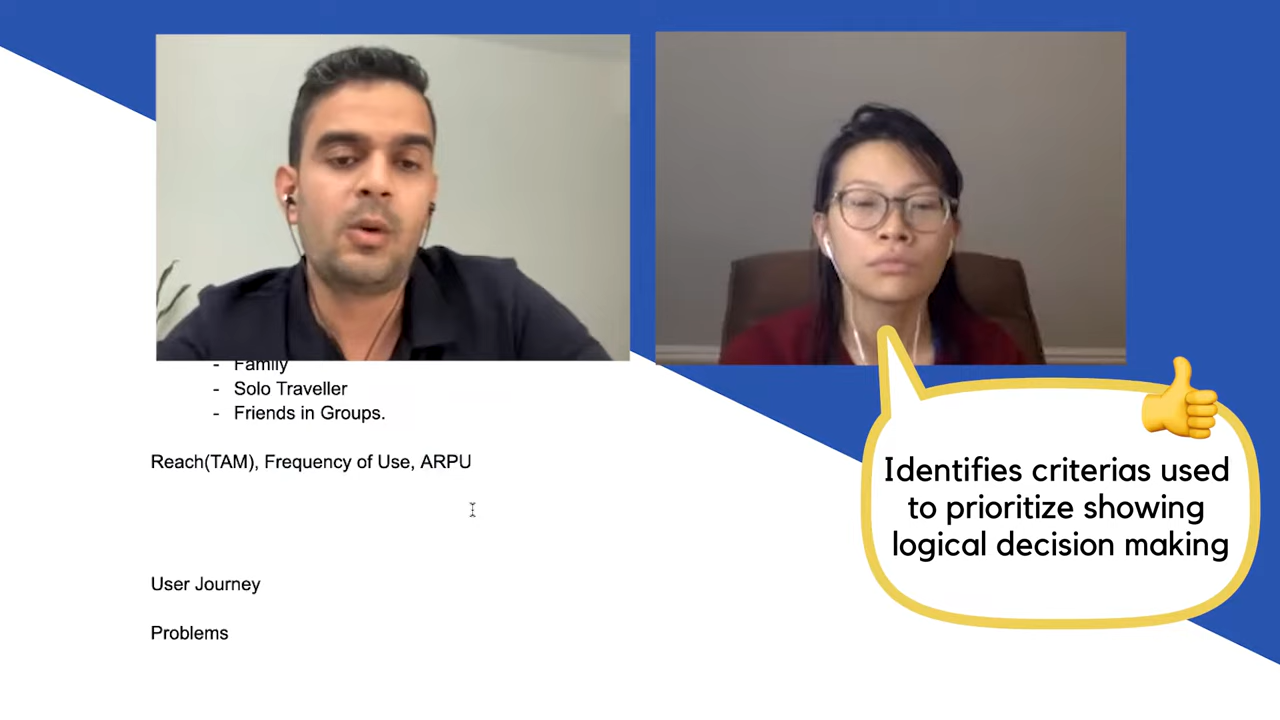 - Family
- Solo Traveller
- Friends in Groups.
Reach(TAM), Frequency of Use, ARPU
User Journey
Problems
Identifies criterias used
to prioritize showing
logical decision making